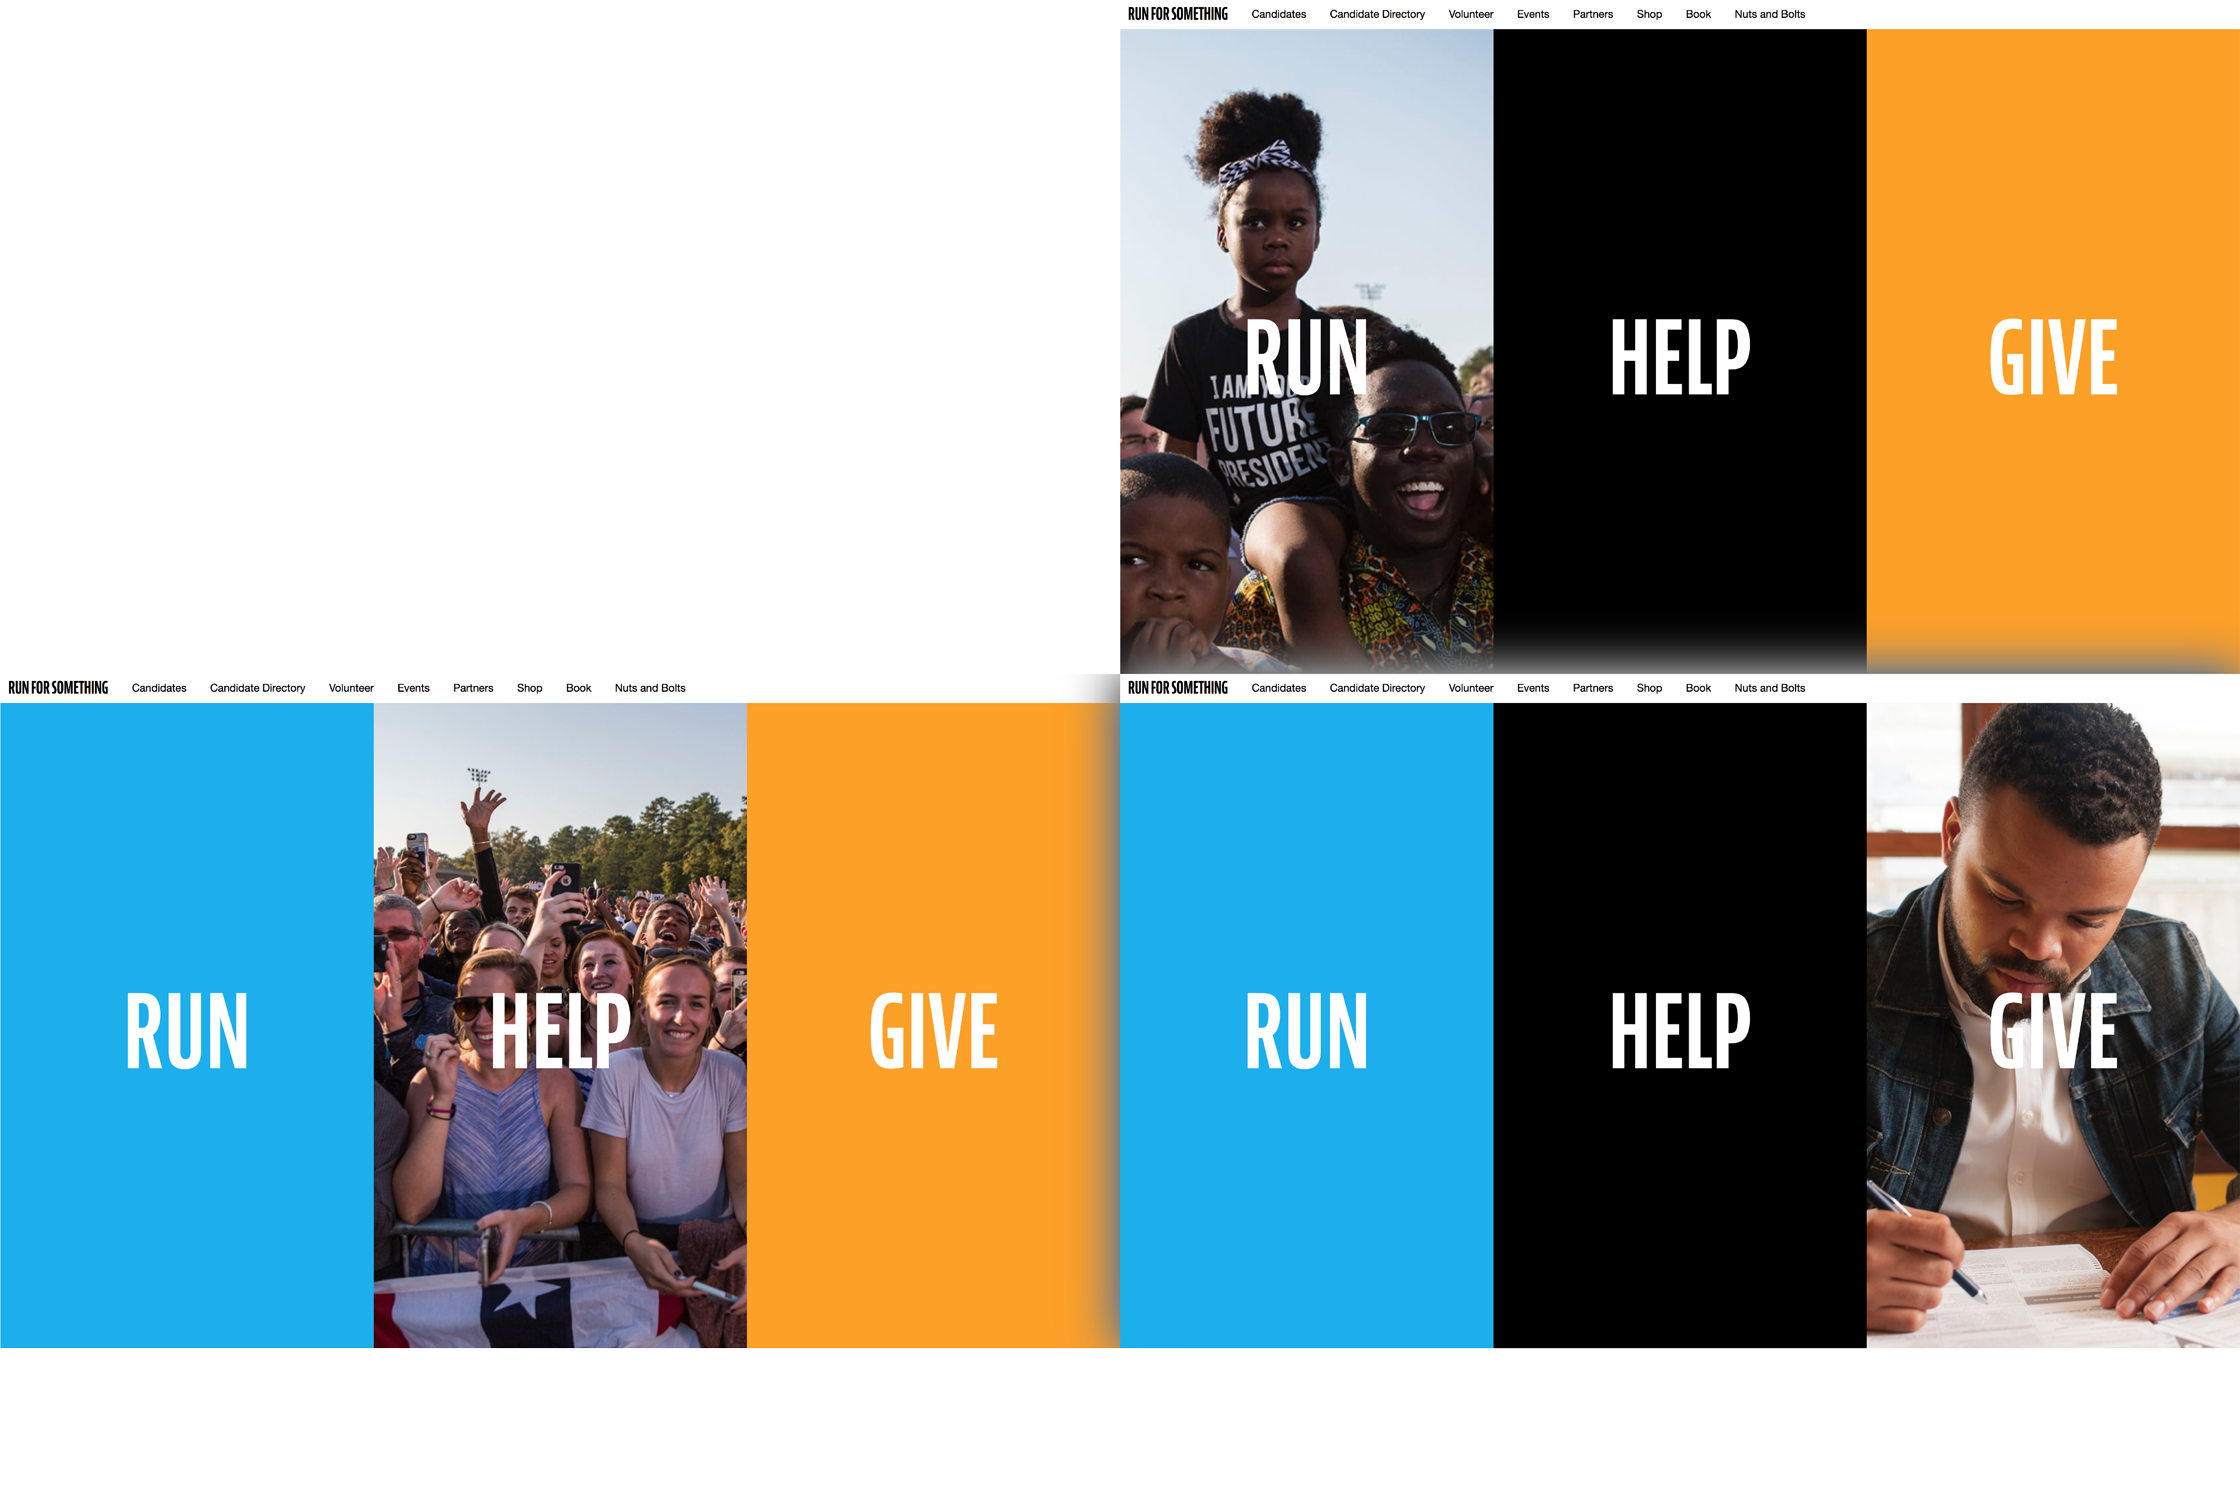 RUN FOR SOMETHING Candidates Candidate Directory Volunteer Events Partners Shop Book Nuts and Bolts
RUN HELP GIVE
I AM YOUR
FUTURE
PRESIDENT
RUN FOR SOMETHING Candidates Candidate Directory Volunteer Events Partners Shop Book Nuts and Bolts
RUN HELP GIVE
RUN FOR SOMETHING Candidates Candidate Directory Volunteer Events Partners Shop Book Nuts and Bolts
RUN HELP GIVE